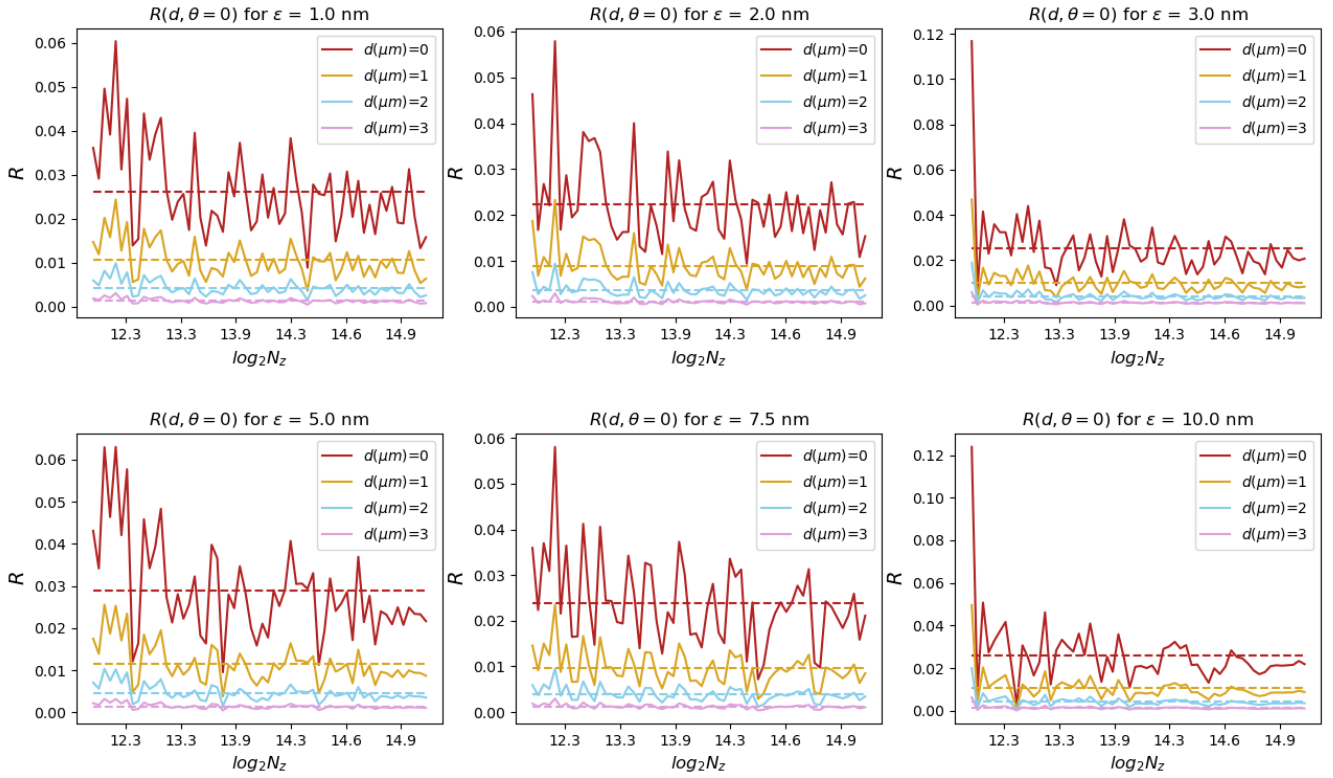 R(d, θ = 0) for ε = 1.0 nm
R
0.06
0.05
0.04
0.03
0.02
0.01
0.00
d(μm)=0
d(μm)=1
d(μm)=2
d(μm)=3
12.3 13.3 13.9 14.3 14.6 14.9
log₂N_z
R(d, θ = 0) for ε = 2.0 nm
R
0.06
0.05
0.04
0.03
0.02
0.01
0.00
d(μm)=0
d(μm)=1
d(μm)=2
d(μm)=3
12.3 13.3 13.9 14.3 14.6 14.9
log₂N_z
R(d, θ = 0) for ε = 3.0 nm
R
0.12
0.10
0.08
0.06
0.04
0.02
0.00
d(μm)=0
d(μm)=1
d(μm)=2
d(μm)=3
12.3 13.3 13.9 14.3 14.6 14.9
log₂N_z
R(d, θ = 0) for ε = 5.0 nm
R
0.06
0.05
0.04
0.03
0.02
0.01
0.00
d(μm)=0
d(μm)=1
d(μm)=2
d(μm)=3
12.3 13.3 13.9 14.3 14.6 14.9
log₂N_z
R(d, θ = 0) for ε = 7.5 nm
R
0.06
0.05
0.04
0.03
0.02
0.01
0.00
d(μm)=0
d(μm)=1
d(μm)=2
d(μm)=3
12.3 13.3 13.9 14.3 14.6 14.9
log₂N_z
R(d, θ = 0) for ε = 10.0 nm
R
0.12
0.10
0.08
0.06
0.04
0.02
0.00
d(μm)=0
d(μm)=1
d(μm)=2
d(μm)=3
12.3 13.3 13.9 14.3 14.6 14.9
log₂N_z